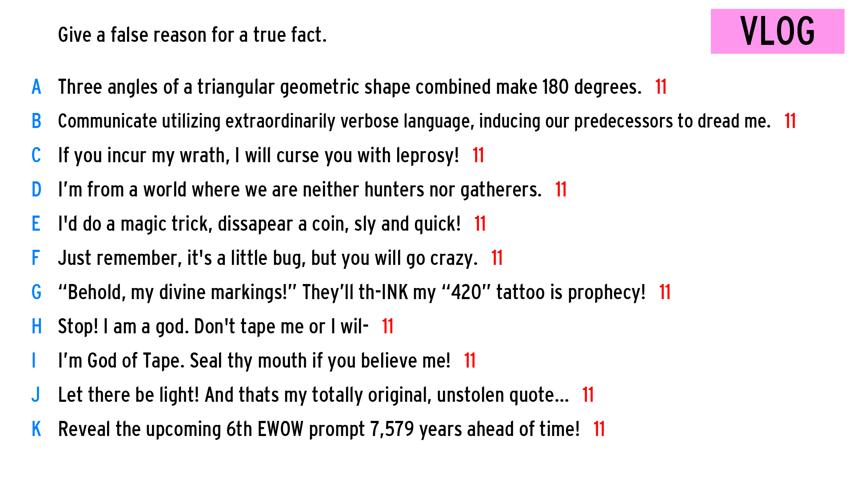 Give a false reason for a true fact.
VLOG
A Three angles of a triangular geometric shape combined make 180 degrees. 11
B Communicate utilizing extraordinarily verbose language, inducing our predecessors to dread me. 11
C If you incur my wrath, I will curse you with leprosy! 11
D I’m from a world where we are neither hunters nor gatherers. 11
E I'd do a magic trick, dissapear a coin, sly and quick! 11
F Just remember, it's a little bug, but you will go crazy. 11
G “Behold, my divine markings!” They’ll th-INK my “420” tattoo is prophecy! 11
H Stop! I am a god. Don't tape me or I wil- 11
I I’m God of Tape. Seal thy mouth if you believe me! 11
J Let there be light! And thats my totally original, unstolen quote... 11
K Reveal the upcoming 6th EWOW prompt 7,579 years ahead of time! 11